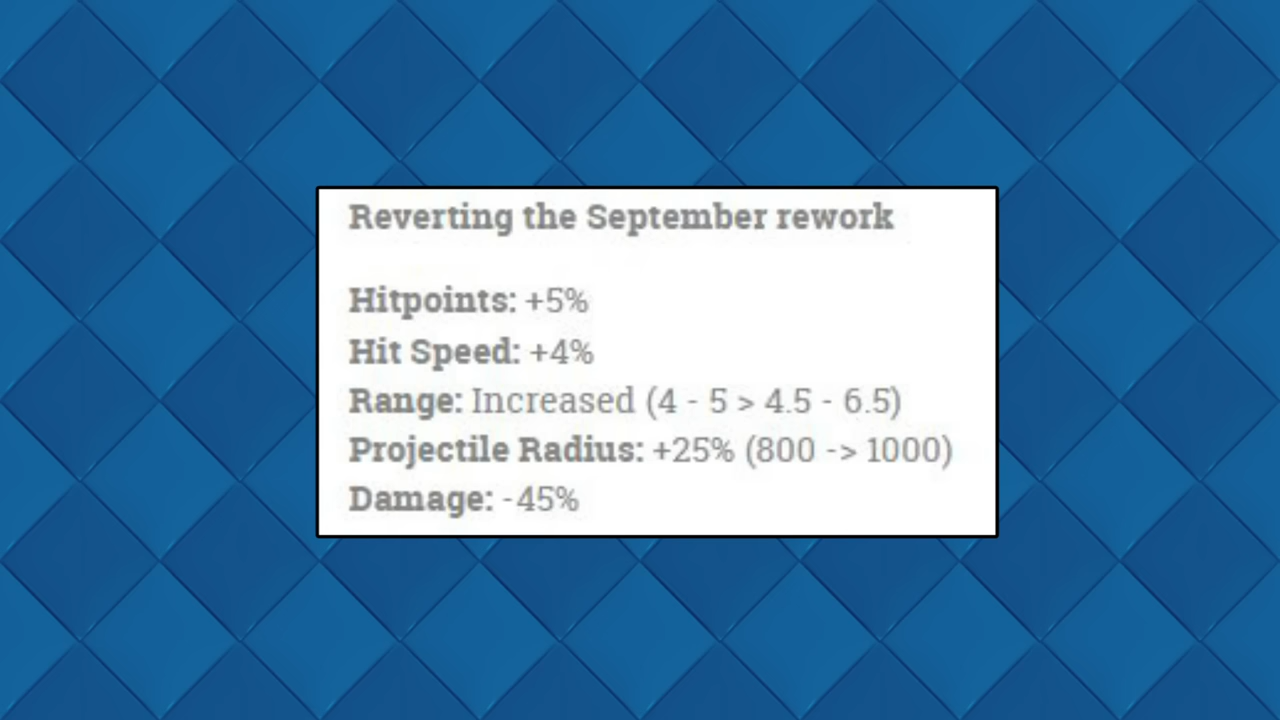 Reverting the September rework
Hitpoints: +5%
Hit Speed: +4%
Range: Increased (4 - 5 > 4.5 - 6.5)
Projectile Radius: +25% (800 -> 1000)
Damage: -45%